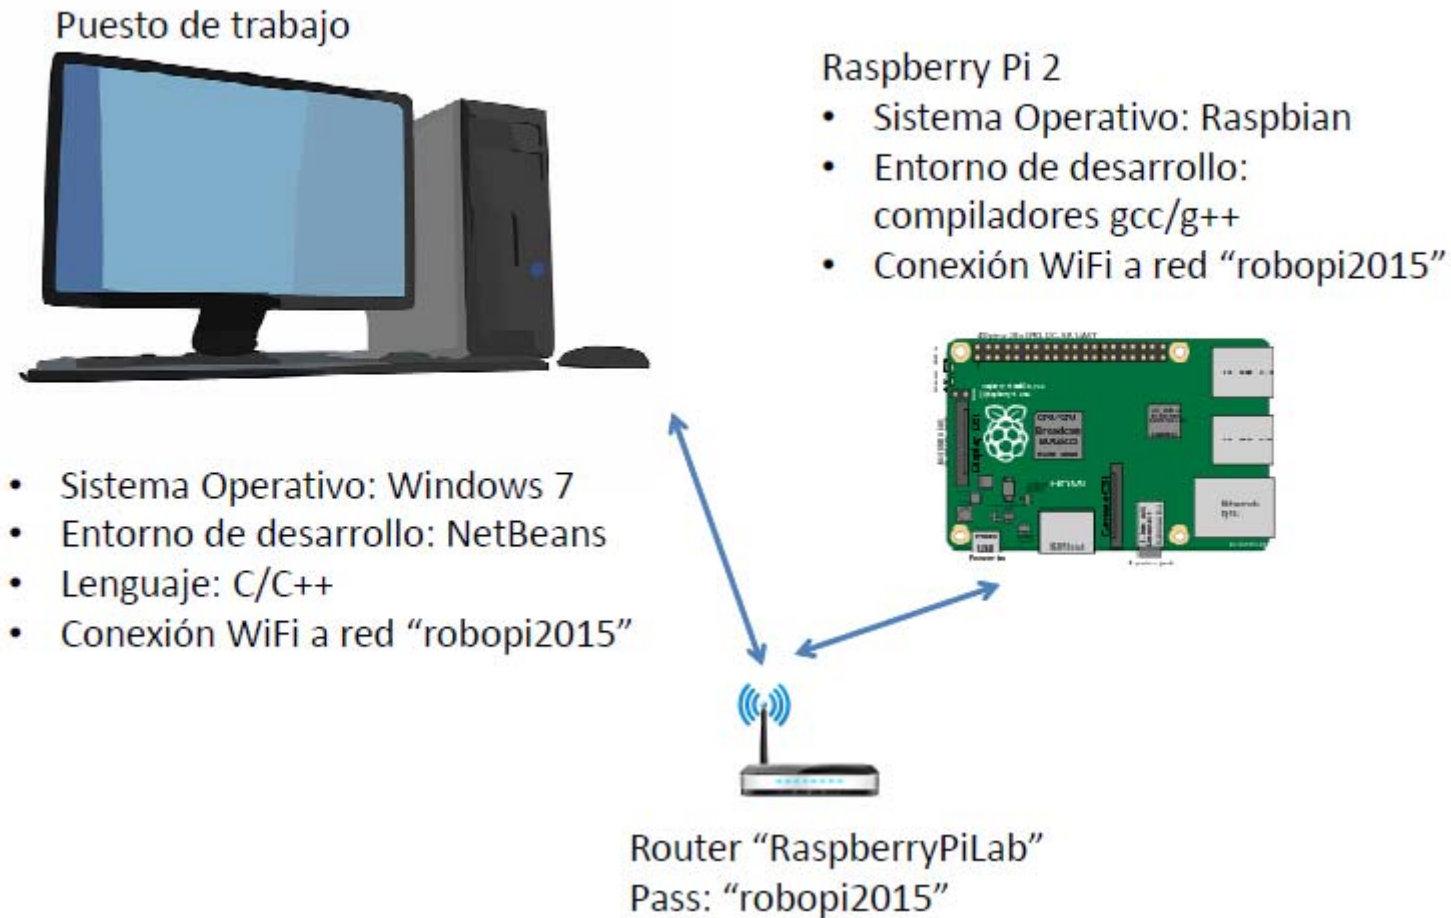 Puesto de trabajo
Raspberry Pi 2
• Sistema Operativo: Raspbian
• Entorno de desarrollo:
compiladores gcc/g++
• Conexión WiFi a red “robopi2015”
• Sistema Operativo: Windows 7
• Entorno de desarrollo: NetBeans
• Lenguaje: C/C++
• Conexión WiFi a red “robopi2015”
Broadcom
Router “RaspberryPiLab”
Pass: “robopi2015”